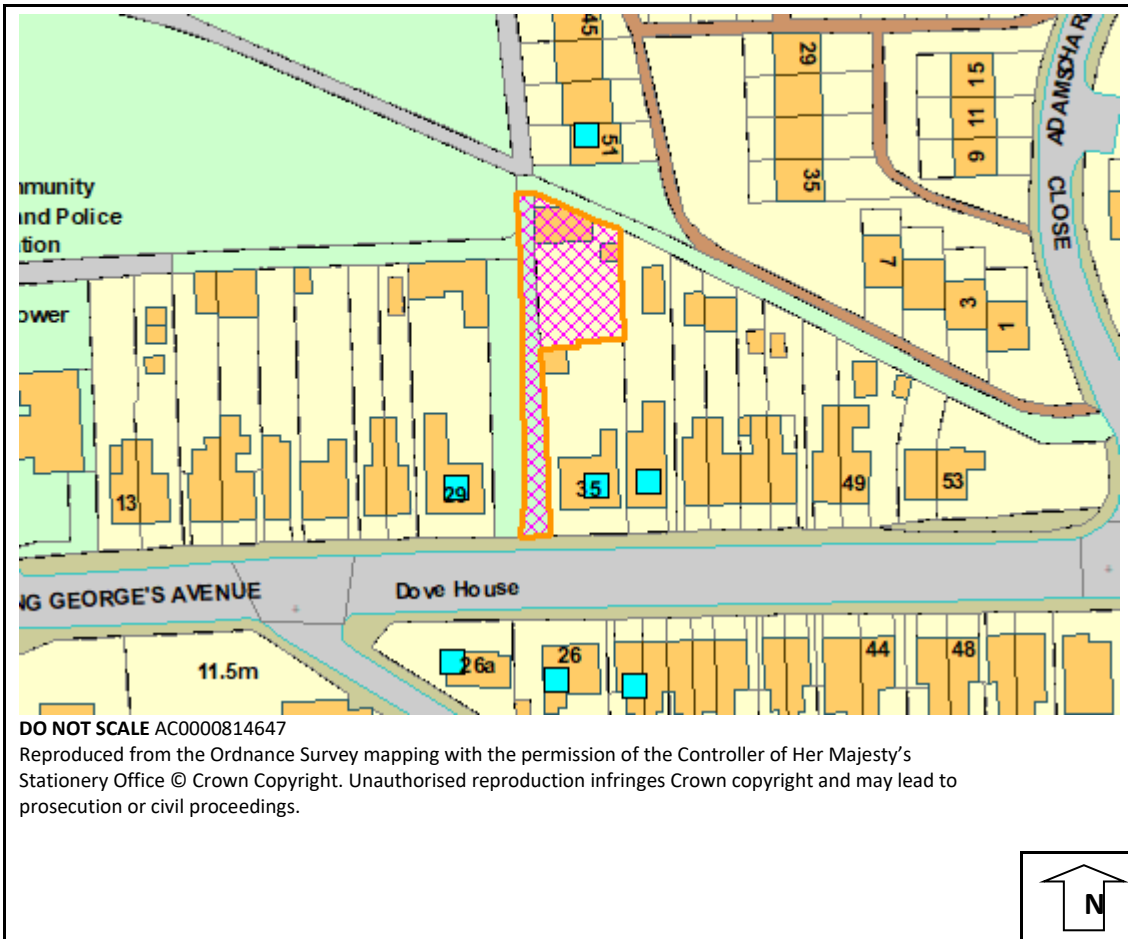 45
29
15
11
9
51
35
ADAMSCHAR
CLOSE
mmunity
nd Police
tion
ower
7
3
1
13
29
35
49
53
NG GEORGE'S AVENUE
Dove House
11.5m
26a
26
44
48
DO NOT SCALE AC0000814647
Reproduced from the Ordnance Survey mapping with the permission of the Controller of Her Majesty's
Stationery Office © Crown Copyright. Unauthorised reproduction infringes Crown copyright and may lead to
prosecution or civil proceedings.
N